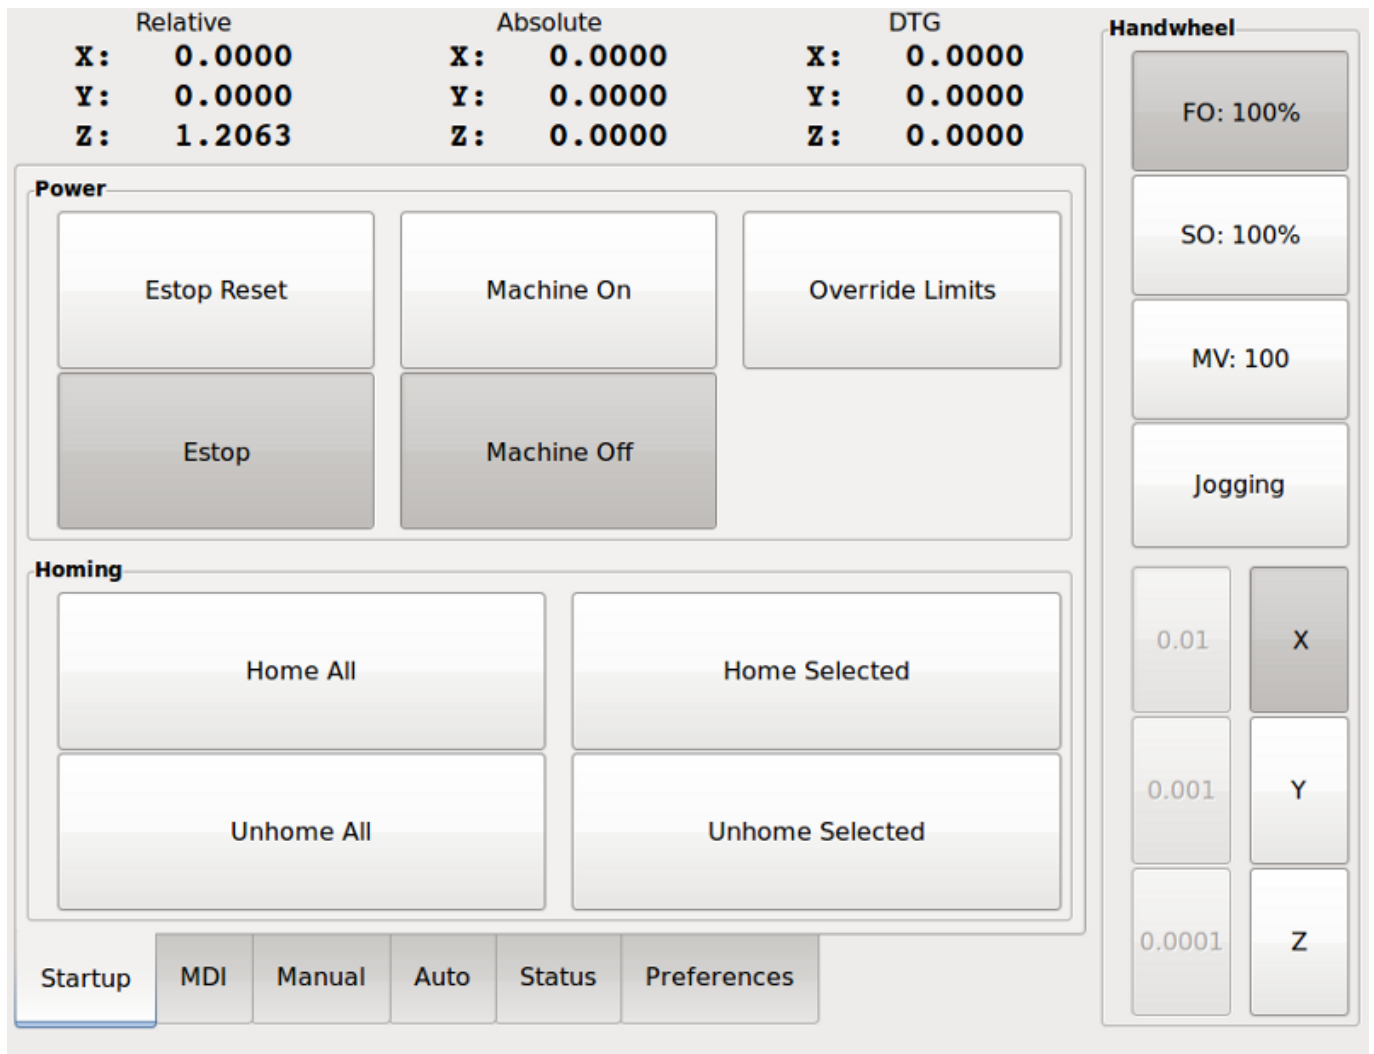 Relative Absolute DTG
X: 0.0000 X: 0.0000 X: 0.0000
Y: 0.0000 Y: 0.0000 Y: 0.0000
Z: 1.2063 Z: 0.0000 Z: 0.0000
Power
Estop Reset Machine On Override Limits
Estop Machine Off
Homing
Home All Home Selected
Unhome All Unhome Selected
Startup MDI Manual Auto Status Preferences
Handwheel
FO: 100%
SO: 100%
MV: 100
Jogging
0.01 X
0.001 Y
0.0001 Z